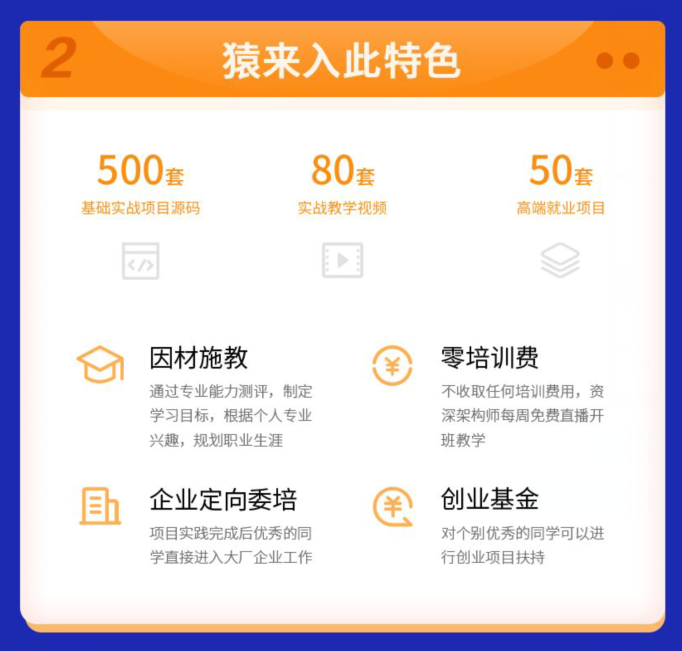 2
猿来入此特色
500套
80套
50套
基础实战项目源码
实战教学视频
高端就业项目
因材施教
通过专业能力测评，制定
学习目标，根据个人专业
兴趣，规划职业生涯
零培训费
不收取任何培训费用，资
深架构师每周免费直播开
班教学
企业定向委培
项目实践完成后优秀的同
学直接进入大厂企业工作
创业基金
对个别优秀的同学可以进
行创业项目扶持